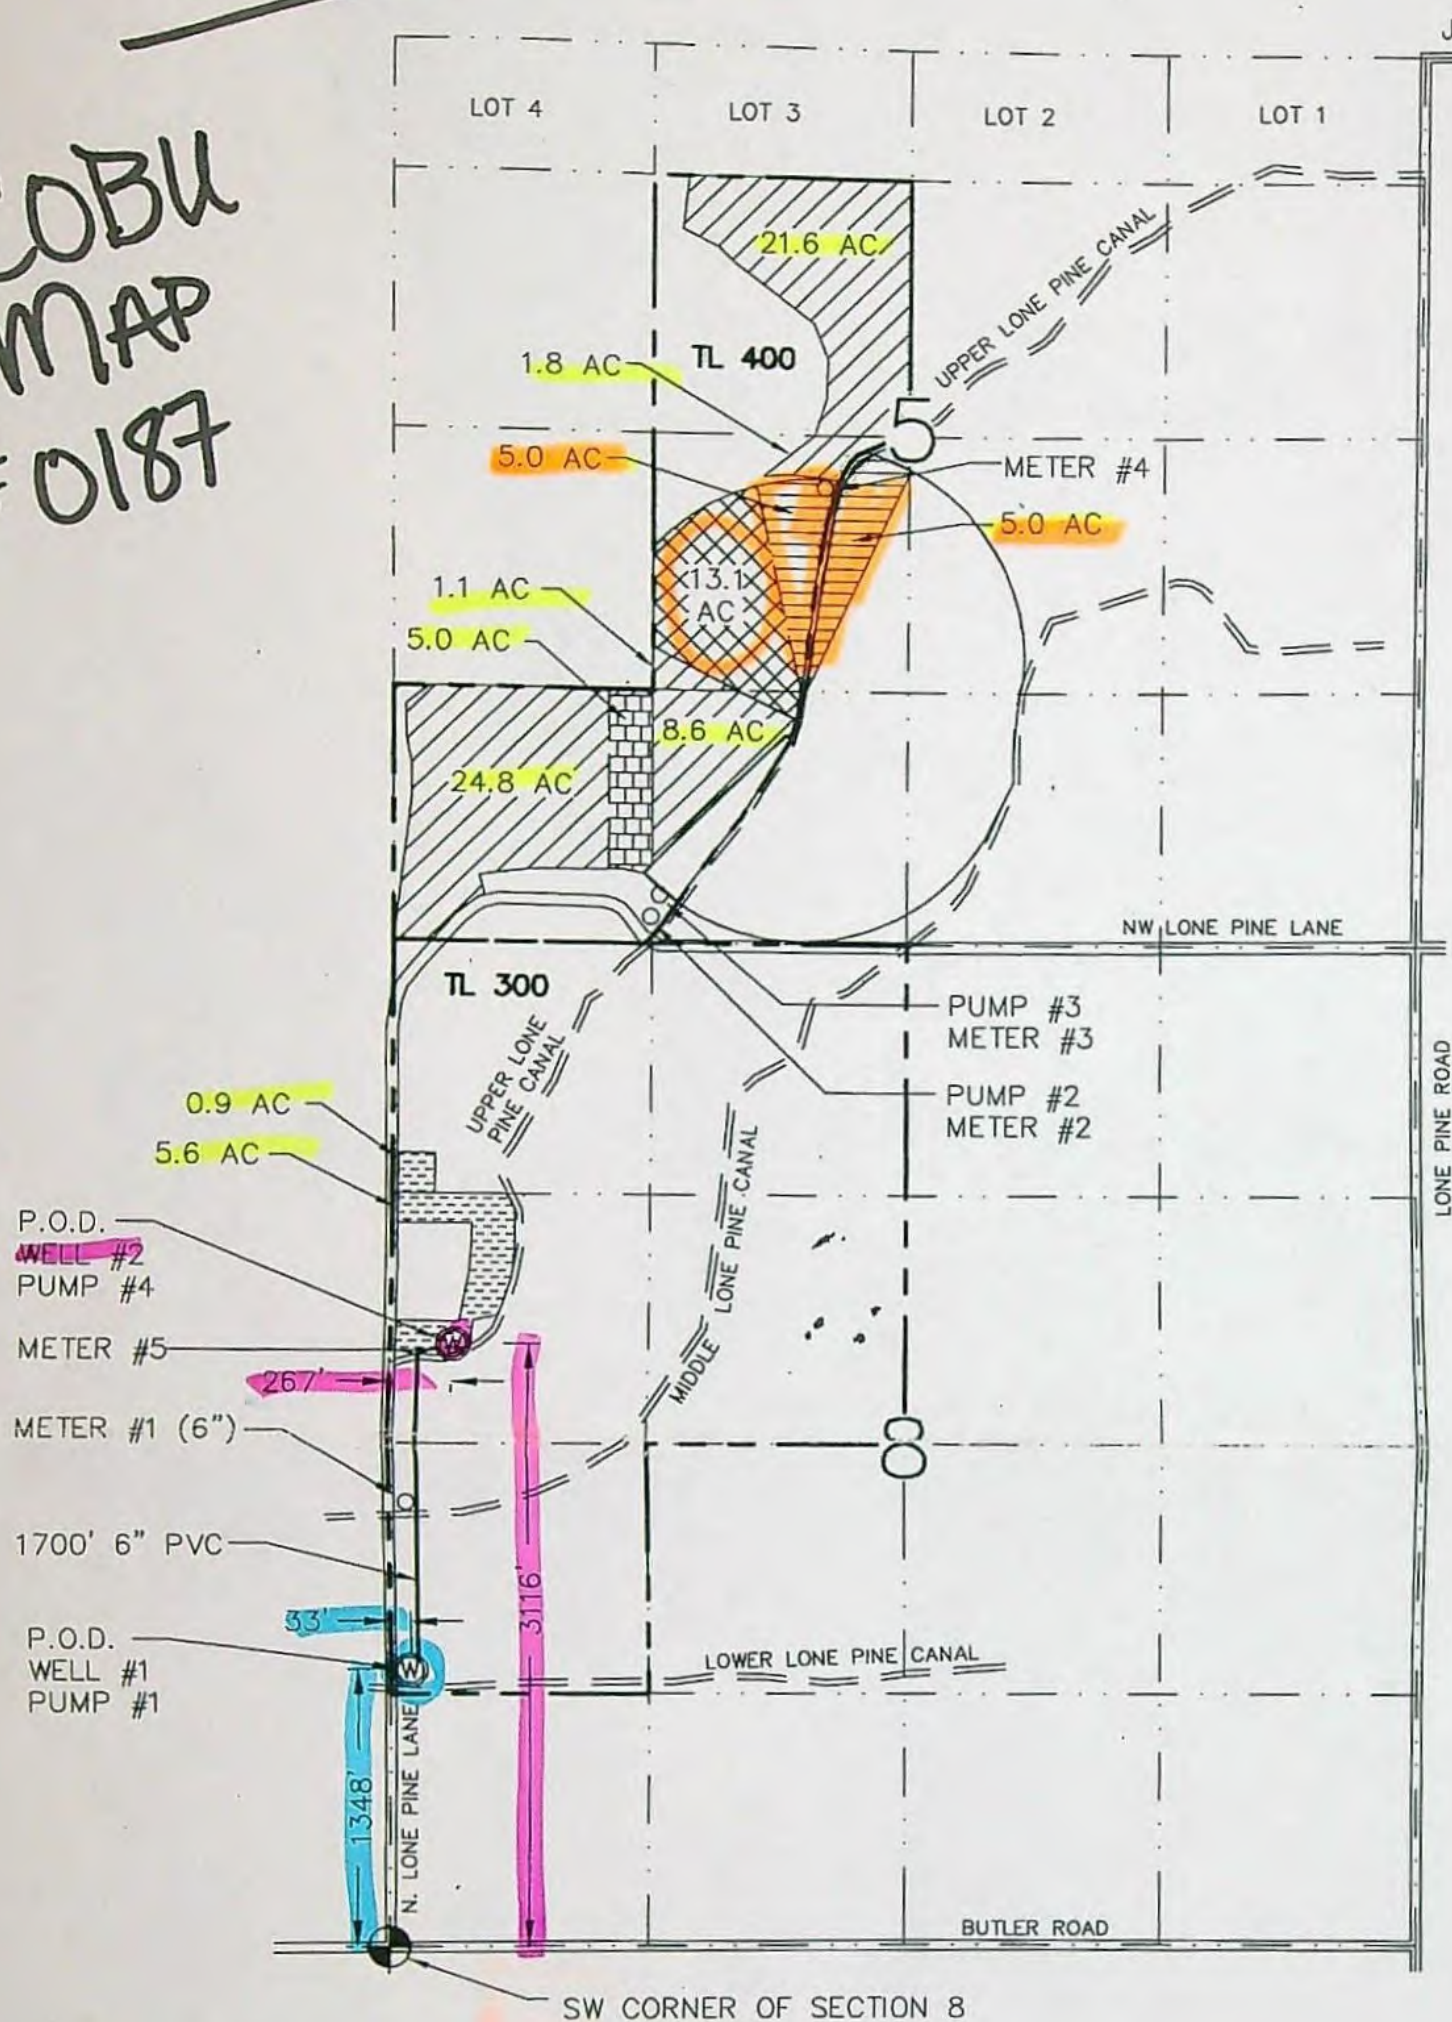 COBU
MAP
# 0187
J
LOT 4
LOT 3
LOT 2
LOT 1
21.6 AC
UPPER LONE PINE CANAL
1.8 AC
TL 400
5
5.0 AC
METER #4
5.0 AC
13.1
AC
1.1 AC
5.0 AC
8.6 AC
24.8 AC
NW LONE PINE LANE
TL 300
PUMP #3
METER #3
UPPER LONE
PINE CANAL
PUMP #2
METER #2
LONE PINE ROAD
0.9 AC
5.6 AC
P.O.D.
WELL #2
PUMP #4
MIDDLE LONE PINE CANAL
W
METER #5
267'
METER #1 (6")
8
1700' 6" PVC
3116'
33'
P.O.D.
WELL #1
PUMP #1
W
LOWER LONE PINE CANAL
1348'
N. LONE PINE LANE
BUTLER ROAD
SW CORNER OF SECTION 8